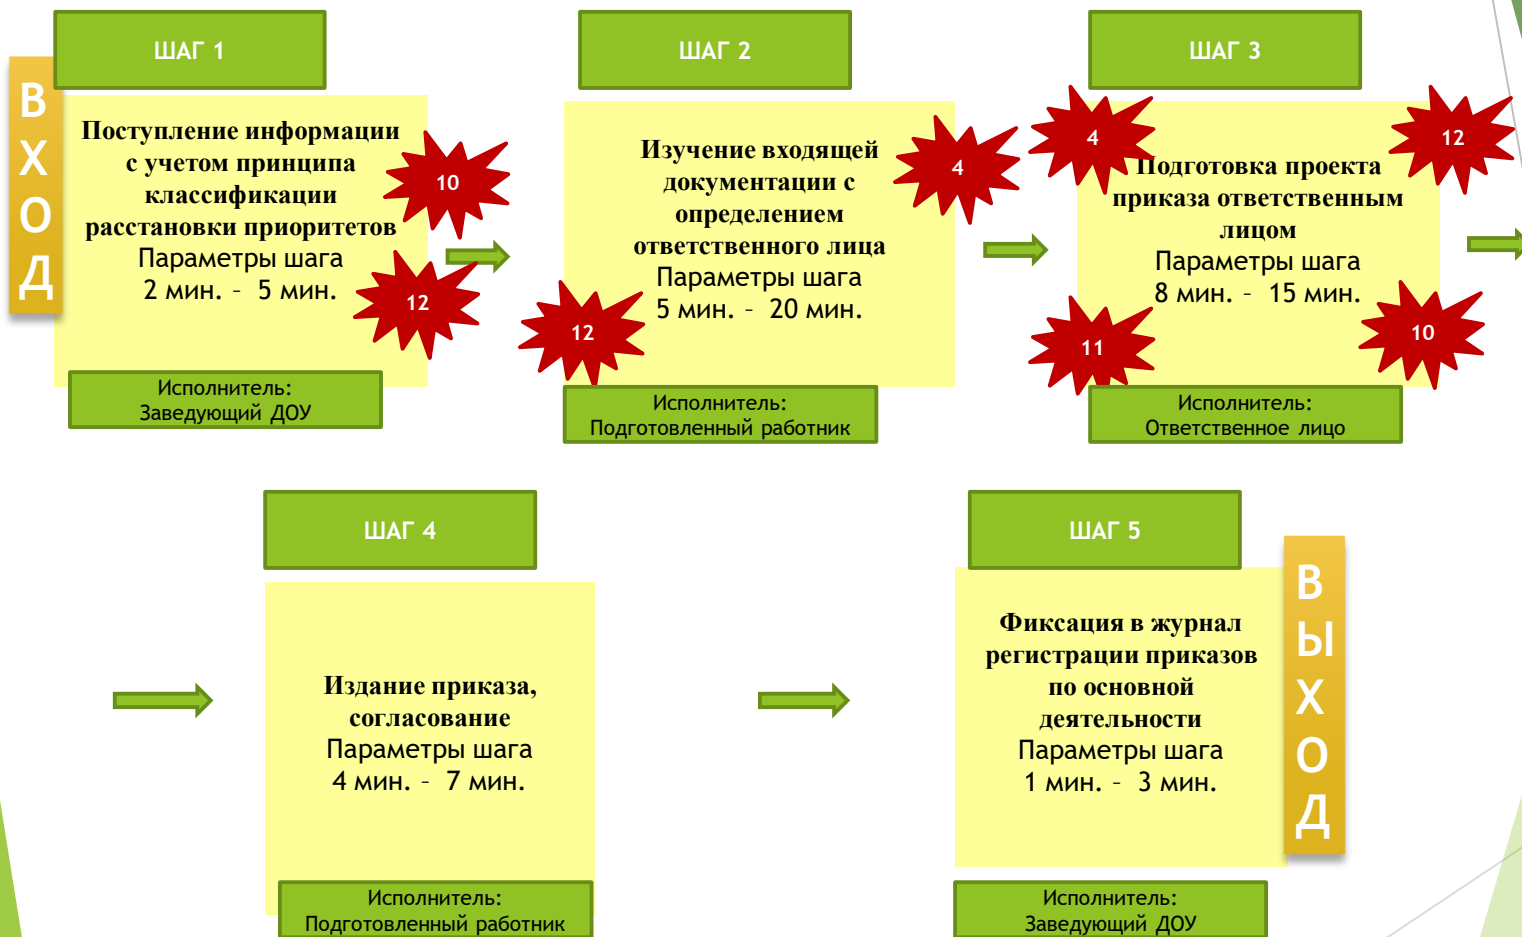 ВХОД
ШАГ 1
Поступление информации
с учетом принципа
классификации
расстановки приоритетов
Параметры шага
2 мин. – 5 мин.
10
12
Исполнитель:
Заведующий ДОУ
ШАГ 2
Изучение входящей
документации с
определением
ответственного лица
Параметры шага
5 мин. – 20 мин.
4
12
Исполнитель:
Подготовленный работник
ШАГ 3
4
12
Подготовка проекта
приказа ответственным
лицом
Параметры шага
8 мин. – 15 мин.
11
10
Исполнитель:
Ответственное лицо
ШАГ 4
Издание приказа,
согласование
Параметры шага
4 мин. – 7 мин.
Исполнитель:
Подготовленный работник
ШАГ 5
Фиксация в журнал
регистрации приказов
по основной
деятельности
Параметры шага
1 мин. – 3 мин.
Исполнитель:
Заведующий ДОУ
ВЫХОД